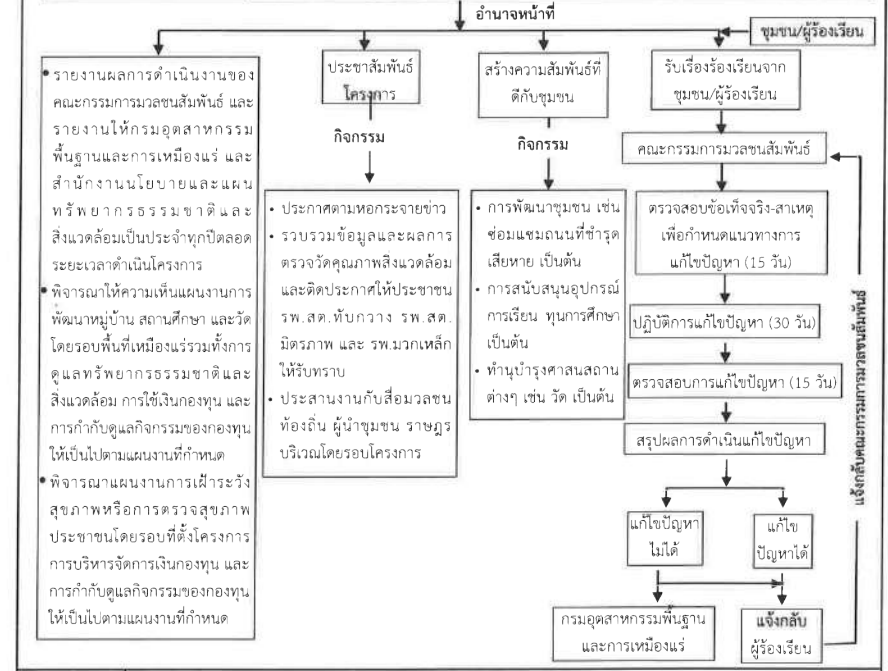 อำนาจหน้าที่
ชุมชน/ผู้ร้องเรียน
• รายงานผลการดำเนินงานของ
คณะกรรมการมวลชนสัมพันธ์ และ
รายงานให้กรมอุตสาหกรรม
พื้นฐานและการเหมืองแร่ และ
สำนักงานนโยบายและแผน
ทรัพยากรธรรมชาติและ
สิ่งแวดล้อมเป็นประจำทุกปีตลอด
ระยะเวลาดำเนินโครงการ
• พิจารณาให้ความเห็นแผนงานการ
พัฒนาหมู่บ้าน สถานศึกษา และวัด
โดยรอบพื้นที่เหมืองแร่รวมทั้งการ
ดูแลทรัพยากรธรรมชาติและ
สิ่งแวดล้อม การใช้เงินกองทุน และ
การกำกับดูแลกิจกรรมของกองทุน
ให้เป็นไปตามแผนงานที่กำหนด
• พิจารณาแผนงานการเฝ้าระวัง
สุขภาพหรือการตรวจสุขภาพ
ประชาชนโดยรอบที่ตั้งโครงการ
การบริหารจัดการเงินกองทุน และ
การกำกับดูแลกิจกรรมของกองทุน
ให้เป็นไปตามแผนงานที่กำหนด
ประชาสัมพันธ์
โครงการ
กิจกรรม
• ประกาศตามหอกระจายข่าว
• รวบรวมข้อมูลและผลการ
ตรวจวัดคุณภาพสิ่งแวดล้อม
และติดประกาศให้ประชาชน
รพ.สต.ทับกวาง รพ.สต.
มิตรภาพ และ รพ.มวกเหล็ก
ให้รับทราบ
• ประสานงานกับสื่อมวลชน
ท้องถิ่น ผู้นำชุมชน ราษฎร
บริเวณโดยรอบโครงการ
สร้างความสัมพันธ์ที่
ดีกับชุมชน
กิจกรรม
• การพัฒนาชุมชน เช่น
ซ่อมแซมถนนที่ชำรุด
เสียหาย เป็นต้น
• การสนับสนุนอุปกรณ์
การเรียน ทุนการศึกษา
เป็นต้น
• ทำนุบำรุงศาสนสถาน
ต่างๆ เช่น วัด เป็นต้น
รับเรื่องร้องเรียนจาก
ชุมชน/ผู้ร้องเรียน
คณะกรรมการมวลชนสัมพันธ์
ตรวจสอบข้อเท็จจริง-สาเหตุ
เพื่อกำหนดแนวทางการ
แก้ไขปัญหา (15 วัน)
ปฏิบัติการแก้ไขปัญหา (30 วัน)
ตรวจสอบการแก้ไขปัญหา (15 วัน)
สรุปผลการดำเนินแก้ไขปัญหา
แก้ไขปัญหา
ไม่ได้
แก้ไข
ปัญหาได้
กรมอุตสาหกรรมพื้นฐาน
และการเหมืองแร่
แจ้งกลับ
ผู้ร้องเรียน
แจ้งกลับคณะกรรมการมวลชนสัมพันธ์